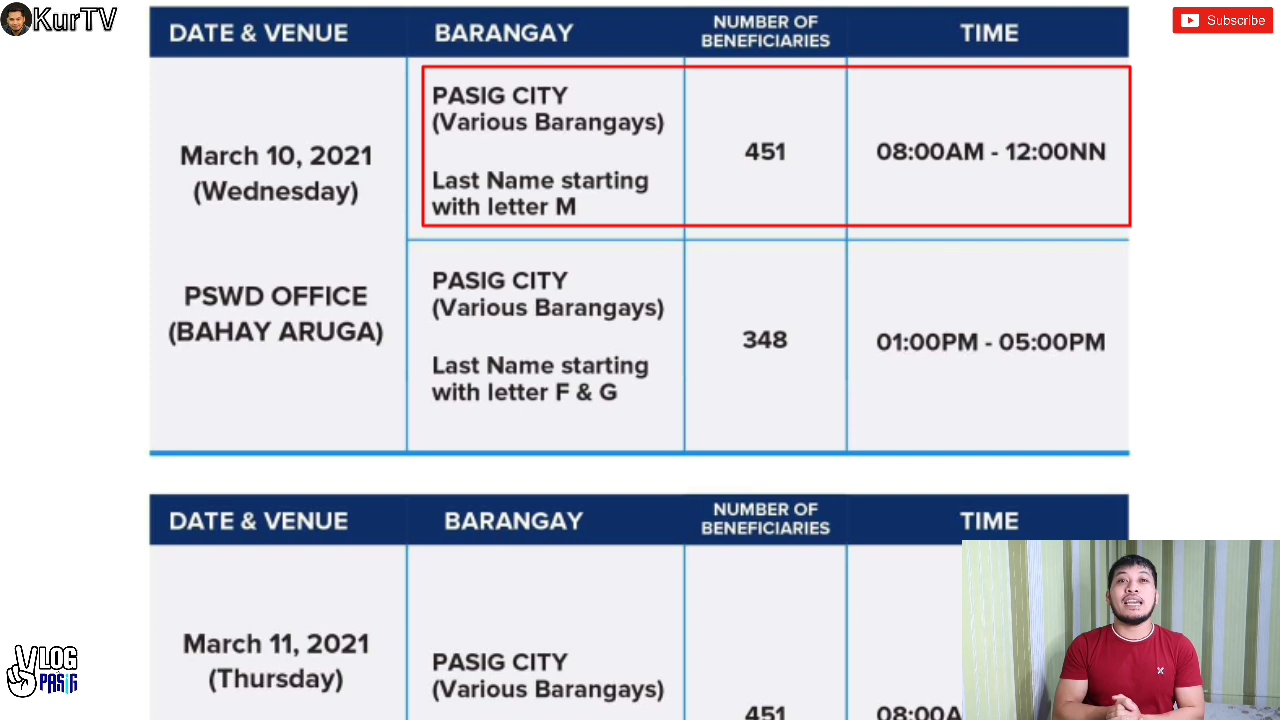 KurTV
Subscribe
DATE & VENUE
BARANGAY
NUMBER OF
BENEFICIARIES
TIME
March 10, 2021
(Wednesday)
PSWD OFFICE
(BAHAY ARUGA)
PASIG CITY
(Various Barangays)
Last Name starting
with letter M
451
08:00AM - 12:00NN
PASIG CITY
(Various Barangays)
Last Name starting
with letter F & G
348
01:00PM - 05:00PM
DATE & VENUE
BARANGAY
NUMBER OF
BENEFICIARIES
TIME
March 11, 2021
(Thursday)
PASIG CITY
(Various Barangays)
451
08:00A
VLOG
PASIG